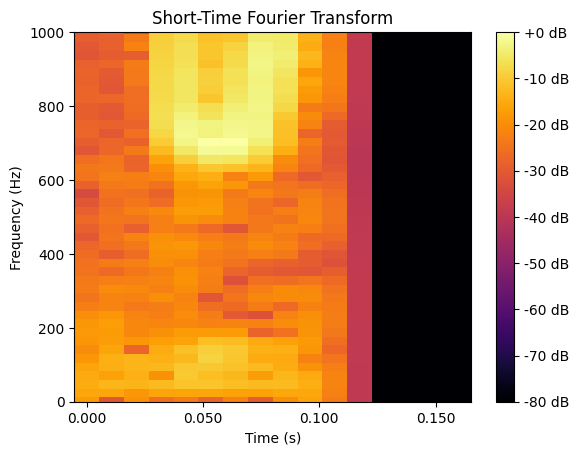 Short-Time Fourier Transform
1000
800
600
400
200
0
Frequency (Hz)
0.000
0.050
0.100
0.150
Time (s)
+0 dB
-10 dB
-20 dB
-30 dB
-40 dB
-50 dB
-60 dB
-70 dB
-80 dB